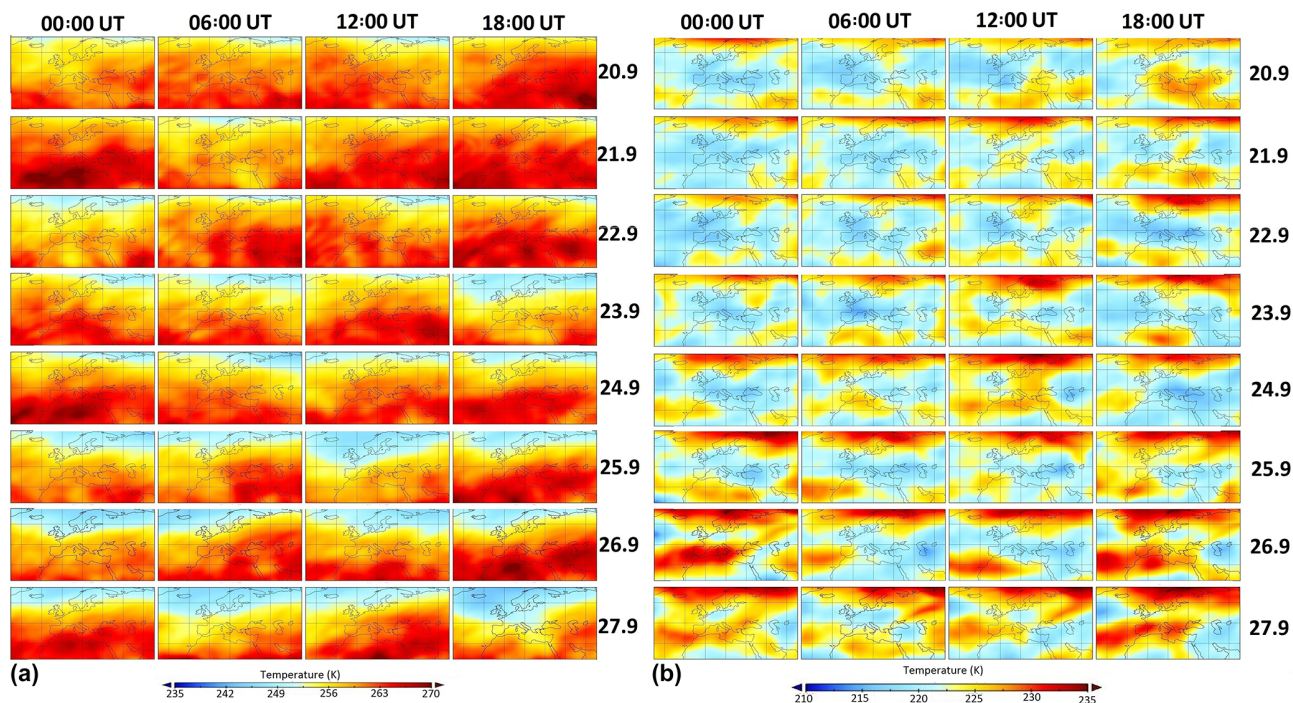 00:00 UT 06:00 UT 12:00 UT 18:00 UT
00:00 UT 06:00 UT 12:00 UT 18:00 UT
20.9
20.9
21.9
21.9
22.9
22.9
23.9
23.9
24.9
24.9
25.9
25.9
26.9
26.9
27.9
27.9
(a)
Temperature (K)
235 242 249 256 263 270
(b)
Temperature (K)
210 215 220 225 230 235